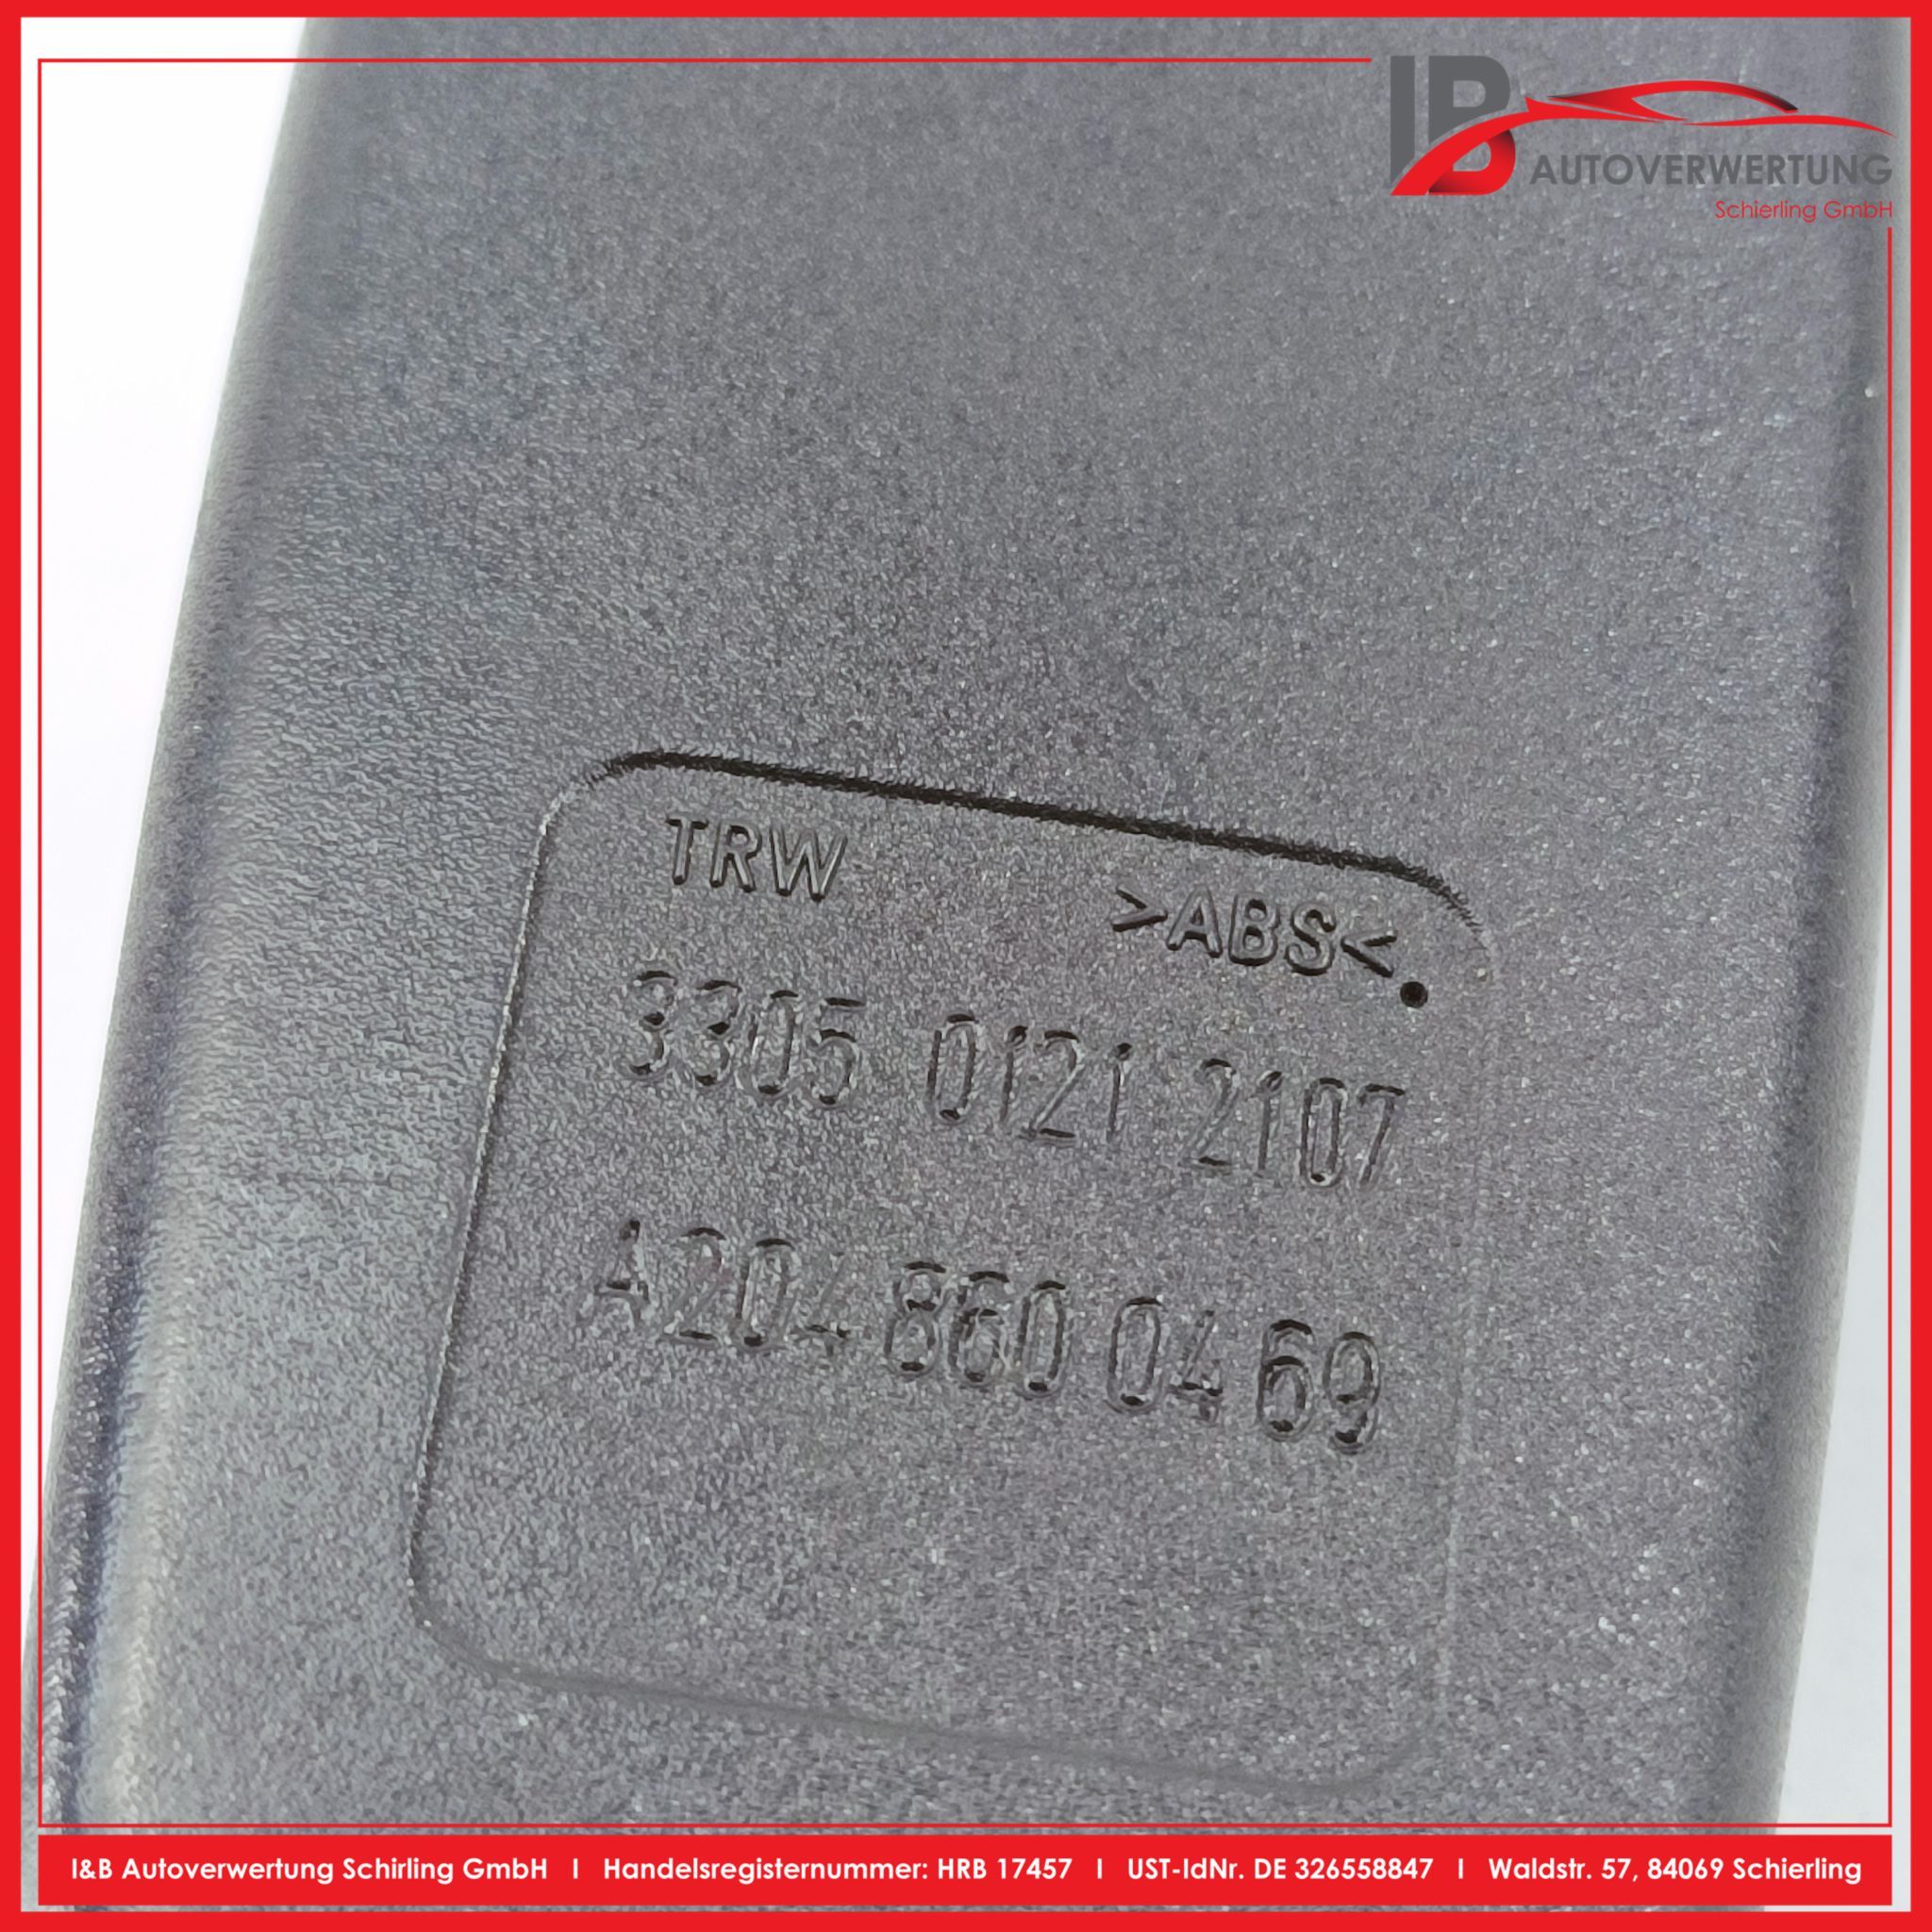 IB
AUTOVERWERTUNG
Schierling GmbH
TRW >ABS<
3305 0121 2107
A 204 860 04 69
I&B Autoverwertung Schirling GmbH I Handelsregisternummer: HRB 17457 I UST-IdNr. DE 326558847 I Waldstr. 57, 84069 Schierling